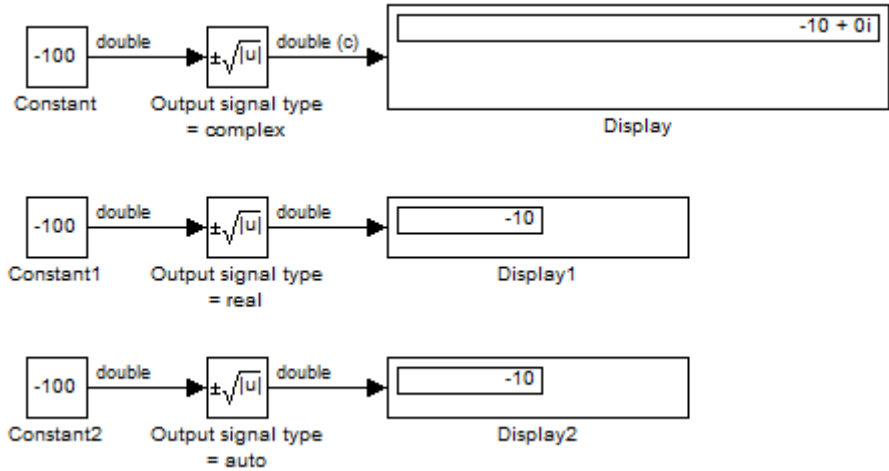 -100 double ±√|u| double (c) -10 + 0i
Constant Output signal type
= complex Display
-100 double ±√|u| double -10
Constant1 Output signal type
= real Display1
-100 double ±√|u| double -10
Constant2 Output signal type
= auto Display2